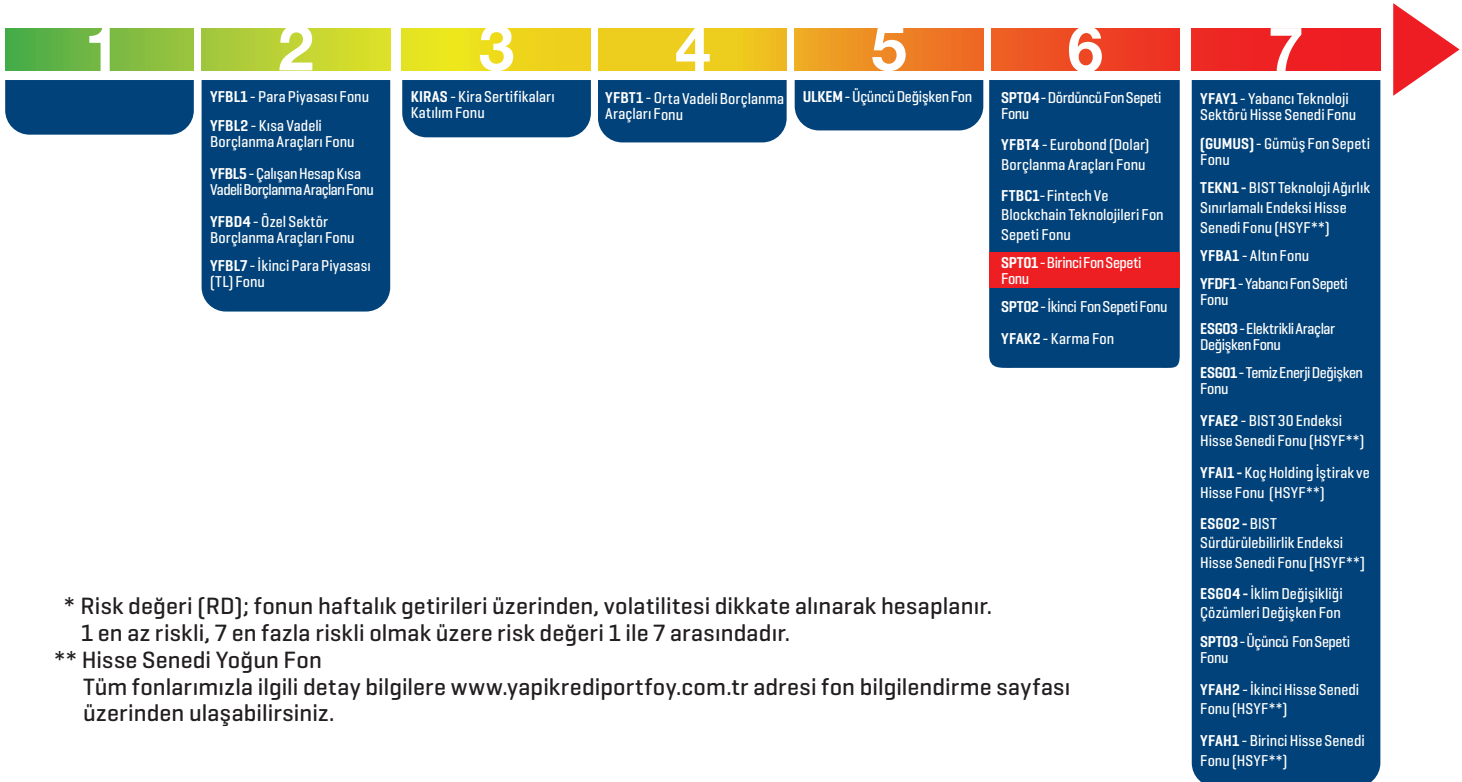 1 2 3 4 5 6 7
YFBL1 - Para Piyasası Fonu
YFBL2 - Kısa Vadeli
Borçlanma Araçları Fonu
YFBL5 - Çalışan Hesap Kısa
Vadeli Borçlanma Araçları Fonu
YFBD4 - Özel Sektör
Borçlanma Araçları Fonu
YFBL7 - İkinci Para Piyasası
(TL) Fonu
KIRAS - Kira Sertifikaları
Katılım Fonu
YFBT1 - Orta Vadeli Borçlanma
Araçları Fonu
ULKEM - Üçüncü Değişken Fon
SPT04 - Dördüncü Fon Sepeti
Fonu
YFBT4 - Eurobond (Dolar)
Borçlanma Araçları Fonu
FTBC1- Fintech Ve
Blockchain Teknolojileri Fon
Sepeti Fonu
SPT01 - Birinci Fon Sepeti
Fonu
SPT02 - İkinci Fon Sepeti Fonu
YFAK2 - Karma Fon
YFAY1 - Yabancı Teknoloji
Sektörü Hisse Senedi Fonu
(GUMUS) - Gümüş Fon Sepeti
Fonu
TEKN1 - BIST Teknoloji Ağırlık
Sınırlamalı Endeksi Hisse
Senedi Fonu (HSYF**)
YFBA1 - Altın Fonu
YFDF1 - Yabancı Fon Sepeti
Fonu
ESG03 - Elektrikli Araçlar
Değişken Fonu
ESG01 - Temiz Enerji Değişken
Fonu
YFAE2 - BIST 30 Endeksi
Hisse Senedi Fonu (HSYF**)
YFAI1 - Koç Holding İştirak ve
Hisse Fonu (HSYF**)
ESG02 - BIST
Sürdürülebilirlik Endeksi
Hisse Senedi Fonu (HSYF**)
ESG04 - İklim Değişikliği
Çözümleri Değişken Fon
SPT03 - Üçüncü Fon Sepeti
Fonu
YFAH2 - İkinci Hisse Senedi
Fonu (HSYF**)
YFAH1 - Birinci Hisse Senedi
Fonu (HSYF**)
* Risk değeri (RD); fonun haftalık getirileri üzerinden, volatilitesi dikkate alınarak hesaplanır.
1 en az riskli, 7 en fazla riskli olmak üzere risk değeri 1 ile 7 arasındadır.
** Hisse Senedi Yoğun Fon
Tüm fonlarımızla ilgili detay bilgilere www.yapikrediportfoy.com.tr adresi fon bilgilendirme sayfası
üzerinden ulaşabilirsiniz.